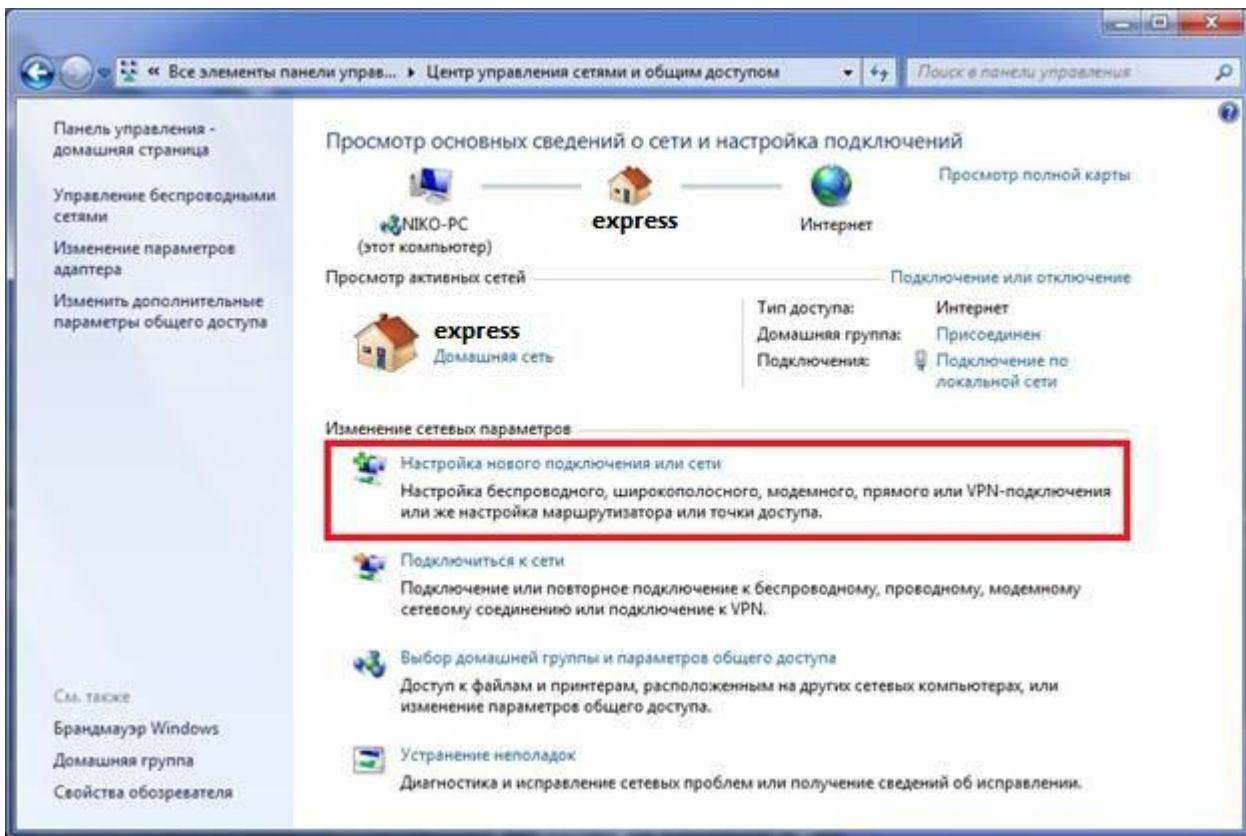 « Все элементы панели управ... ▸ Центр управления сетями и общим доступом
Поиск в панели управления
Панель управления -
домашняя страница
Управление беспроводными
сетями
Изменение параметров
адаптера
Изменить дополнительные
параметры общего доступа
См. также
Брандмауэр Windows
Домашняя группа
Свойства обозревателя
Просмотр основных сведений о сети и настройка подключений
Просмотр полной карты
NIKO-PC
(этот компьютер)
express
Интернет
Просмотр активных сетей
Подключение или отключение
express
Домашняя сеть
Тип доступа: Интернет
Домашняя группа: Присоединен
Подключения: Подключение по
локальной сети
Изменение сетевых параметров
Настройка нового подключения или сети
Настройка беспроводного, широкополосного, модемного, прямого или VPN-подключения
или же настройка маршрутизатора или точки доступа.
Подключиться к сети
Подключение или повторное подключение к беспроводному, проводному, модемному
сетевому соединению или подключение к VPN.
Выбор домашней группы и параметров общего доступа
Доступ к файлам и принтерам, расположенным на других сетевых компьютерах, или
изменение параметров общего доступа.
Устранение неполадок
Диагностика и исправление сетевых проблем или получение сведений об исправлении.